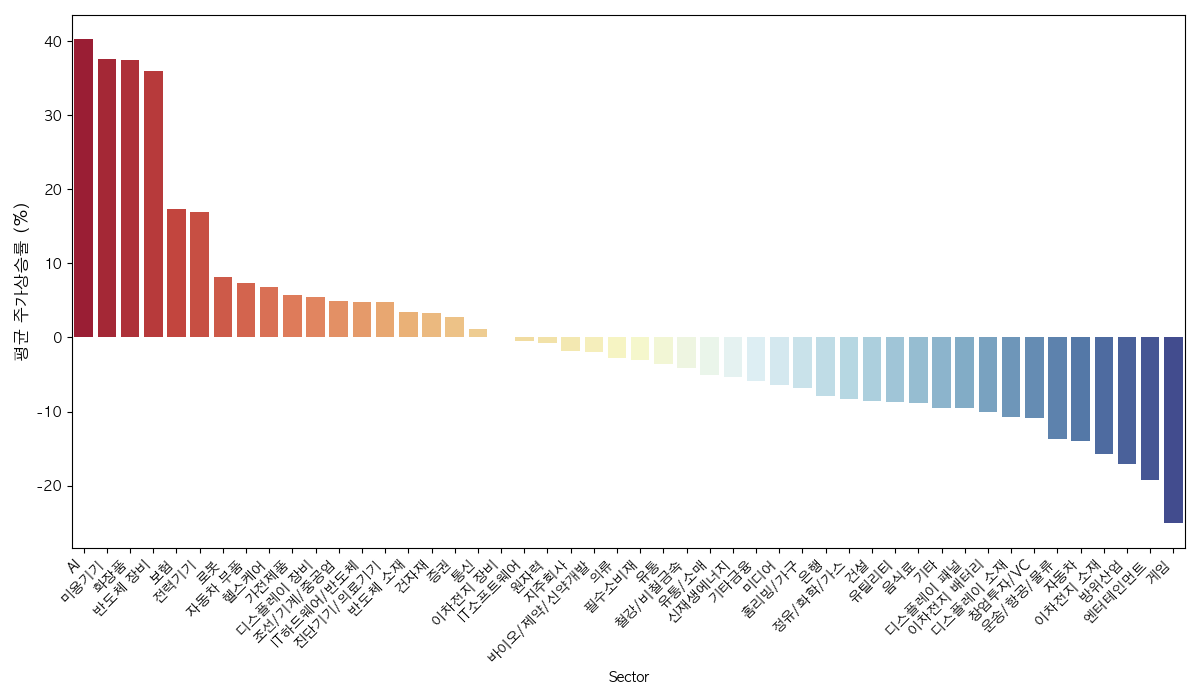 평균 주가상승률 (%)
40
30
20
10
0
-10
-20
AI
미용기기
화장품
반도체 장비
보험
전력기기
로봇
자동차 부품
헬스케어
가전제품
디스플레이 장비
조선/기계/중공업
IT하드웨어/반도체
진단기기/의료기기
반도체 소재
건자재
증권
통신
이차전지 장비
IT소프트웨어
원자력
지주회사
바이오/제약/신약개발
의류
필수소비재
유통
철강/비철금속
유통/소매
신재생에너지
기타금융
미디어
홈리빙/가구
은행
정유/화학/가스
건설
유틸리티
음식료
기타
디스플레이 패널
이차전지 배터리
디스플레이 소재
창업투자/VC
운송/항공/물류
자동차
이차전지 소재
방위산업
엔터테인먼트
게임
Sector